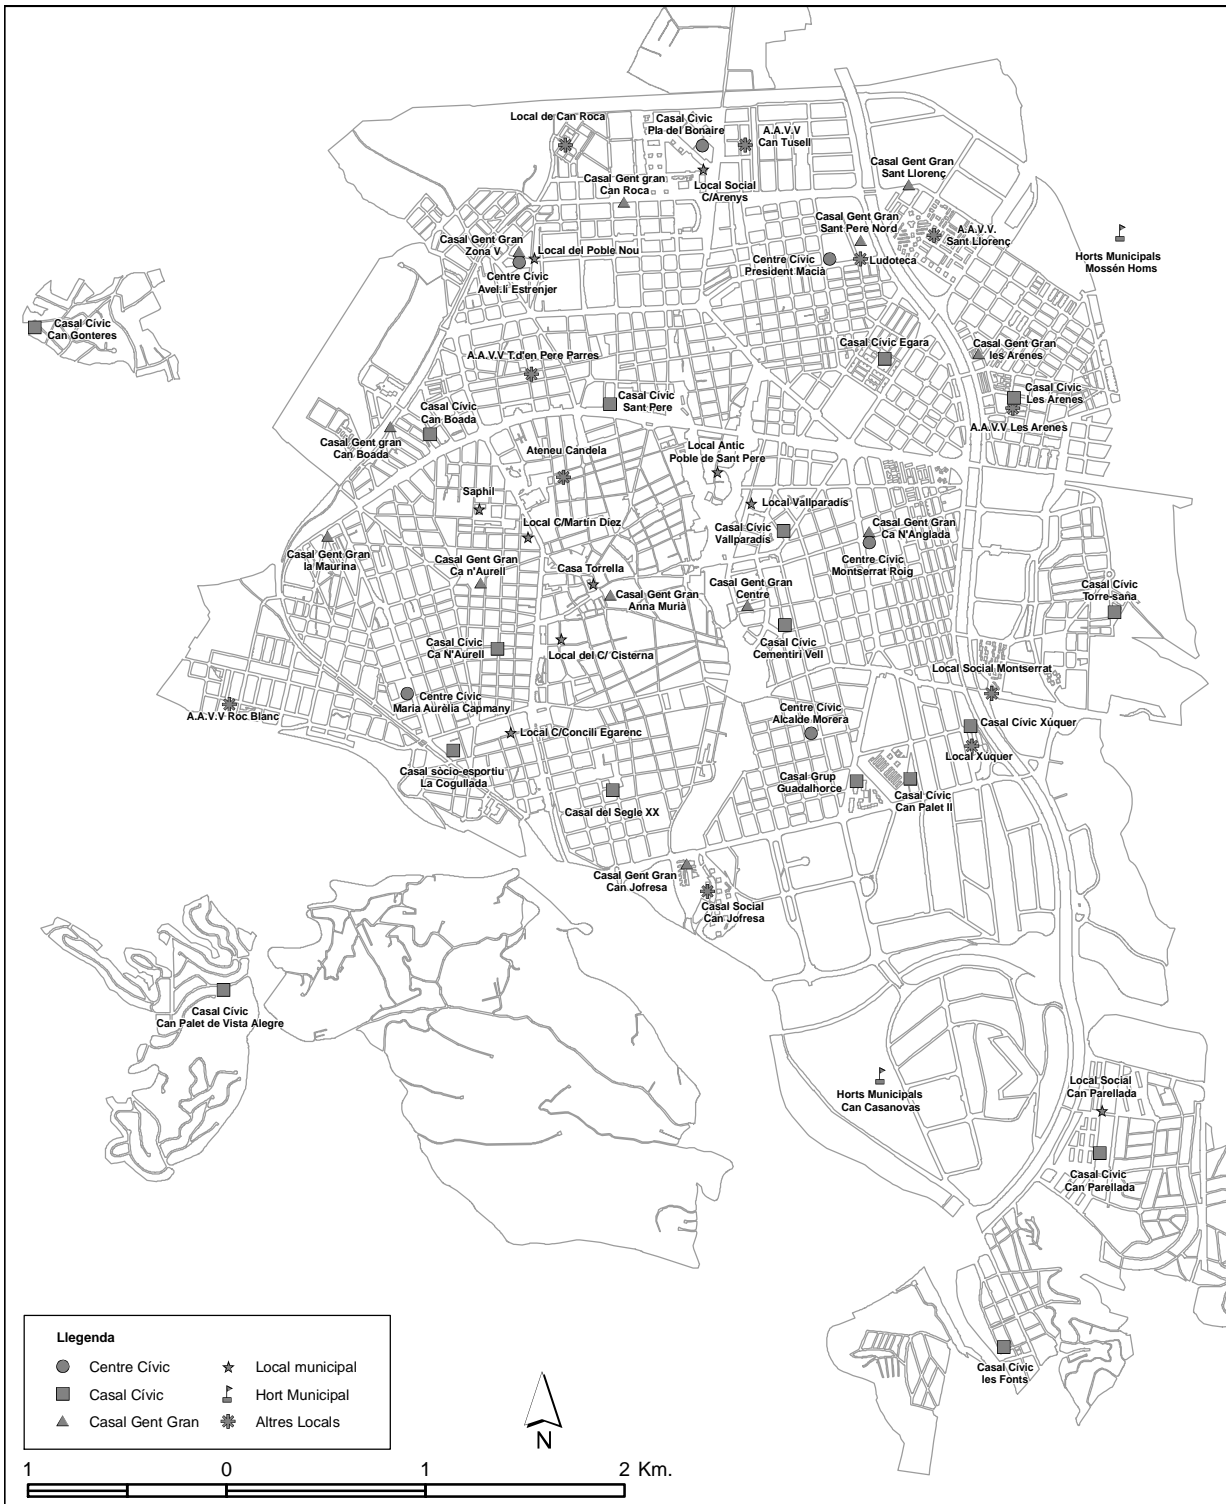 Local de Can Roca
Casal Cívic
Pla del Bonaire
A.A.V.V
Can Tusell
Casal Gent Gran
Sant Llorenç
Casal Gent gran
Can Roca
Local Social
C/Arenys
Casal Gent Gran
Sant Pere Nord
A.A.V.V.
Sant Llorenç
Horts Municipals
Mossén Homs
Casal Gent Gran
Zona V
Local del Poble Nou
Centre Cívic
President Macià
Ludoteca
Centre Cívic
Avel.lí Estrenjer
Casal Cívic
Can Gonteres
Casal Cívic Egara
Casal Gent Gran
les Arenes
A.A.V.V T.d'en Pere Parres
Casal Cívic
Sant Pere
Casal Cívic
Les Arenes
Casal Cívic
Can Boada
A.A.V.V Les Arenes
Casal Gent gran
Can Boada
Ateneu Candela
Local Antic
Poble de Sant Pere
Saphil
Local Vallparadís
Local C/Martín Díez
Casal Cívic
Vallparadís
Casal Gent Gran
Ca N'Anglada
Casal Gent Gran
la Maurina
Casal Gent Gran
Ca n'Aurell
Casa Torrella
Centre Cívic
Montserrat Roig
Casal Gent Gran
Anna Murià
Casal Gent Gran
Centre
Casal Cívic
Torre-sana
Casal Cívic
Ca N'Aurell
Local del C/ Cisterna
Casal Cívic
Cementiri Vell
Local Social Montserrat
A.A.V.V Roc Blanc
Centre Cívic
Maria Aurèlia Capmany
Centre Cívic
Alcalde Morera
Casal Cívic Xúquer
Local C/Concili Egarenc
Local Xúquer
Casal sòcio-esportiu
La Cogullada
Casal Grup
Guadalhorce
Casal Cívic
Can Palet II
Casal del Segle XX
Casal Gent Gran
Can Jofresa
Casal Social
Can Jofresa
Casal Cívic
Can Palet de Vista Alegre
Horts Municipals
Can Casanovas
Local Social
Can Parellada
Casal Cívic
Can Parellada
Casal Cívic
les Fonts
Llegenda
Centre Cívic
Local municipal
Casal Cívic
Hort Municipal
Casal Gent Gran
Altres Locals
N
1 0 1 2 Km.